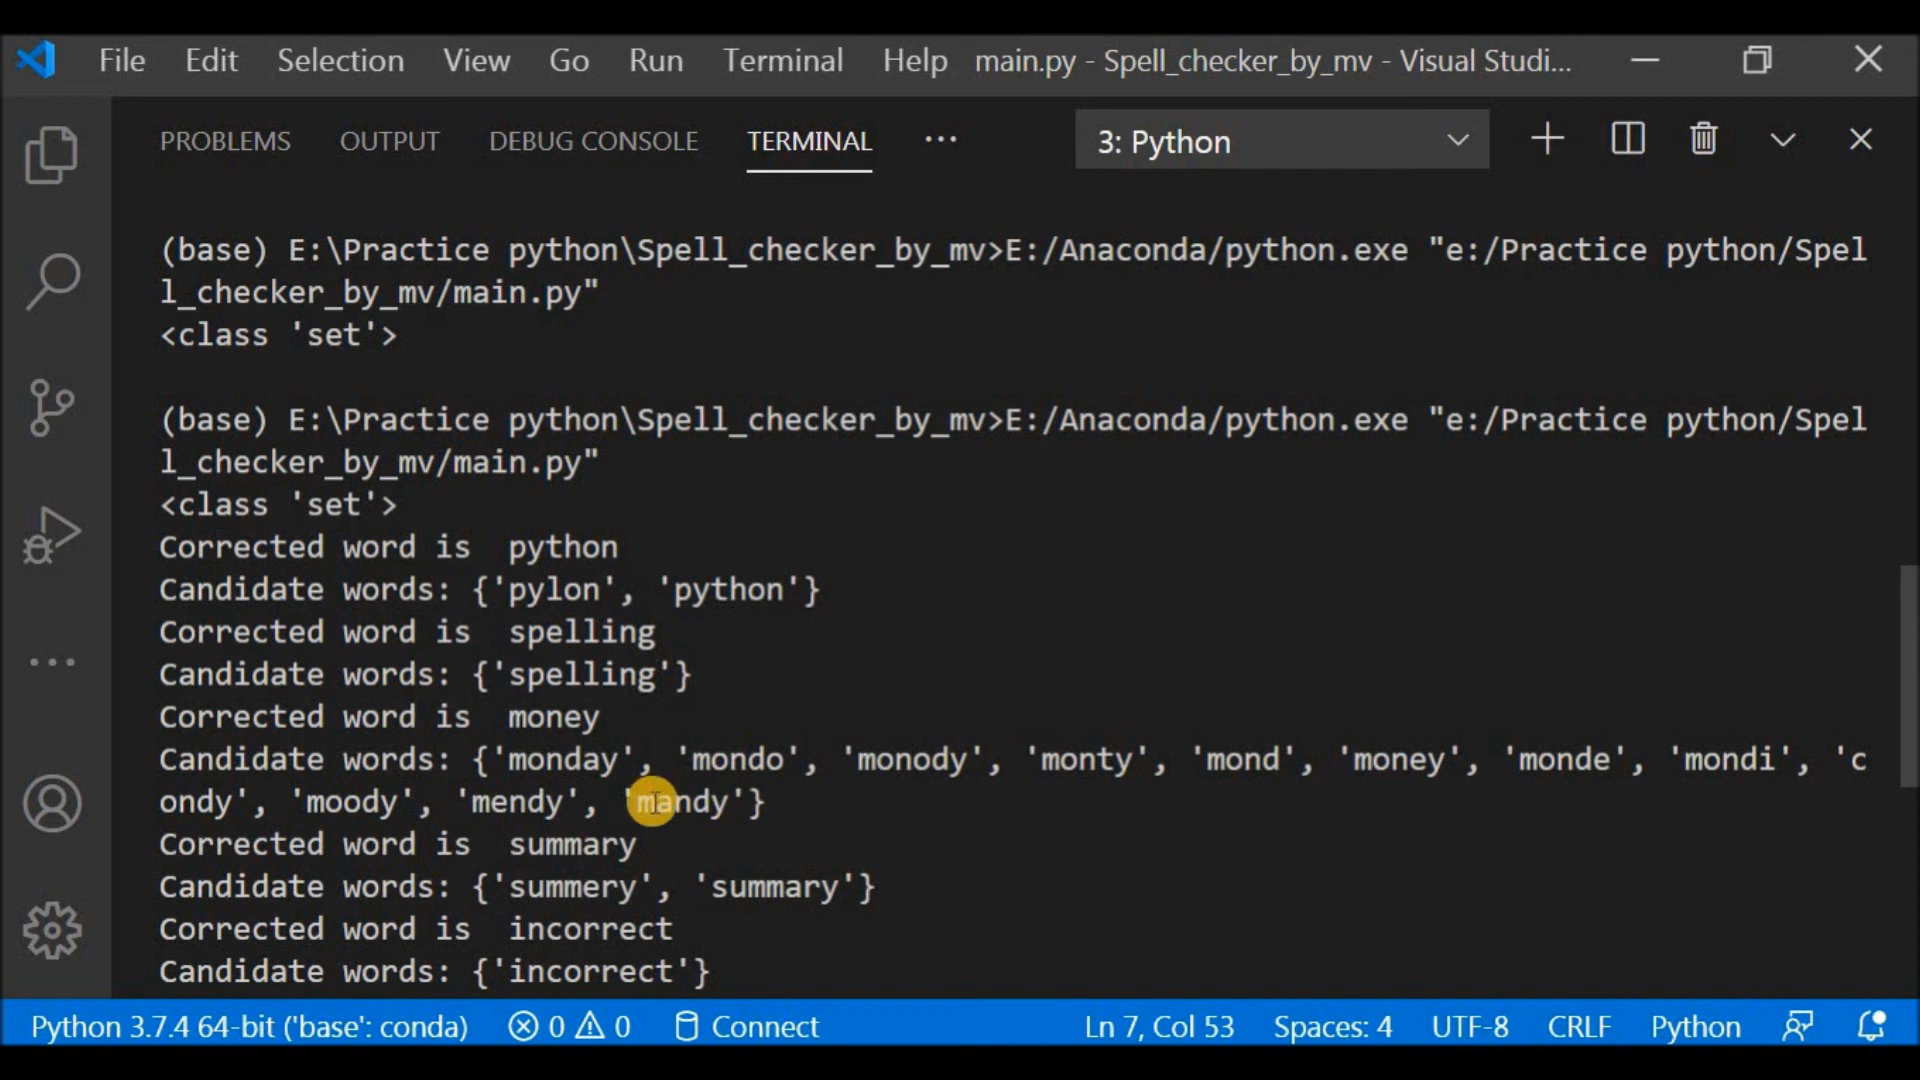 File Edit Selection View Go Run Terminal Help main.py - Spell_checker_by_mv - Visual Studi...
PROBLEMS OUTPUT DEBUG CONSOLE TERMINAL ... 3: Python
(base) E:\Practice python\Spell_checker_by_mv>E:/Anaconda/python.exe "e:/Practice python/Spel
l_checker_by_mv/main.py"
<class 'set'>
(base) E:\Practice python\Spell_checker_by_mv>E:/Anaconda/python.exe "e:/Practice python/Spel
l_checker_by_mv/main.py"
<class 'set'>
Corrected word is  python
Candidate words: {'pylon', 'python'}
Corrected word is  spelling
Candidate words: {'spelling'}
Corrected word is  money
Candidate words: {'monday', 'mondo', 'monody', 'monty', 'mond', 'money', 'monde', 'mondi', 'c
ondy', 'moody', 'mendy', 'mandy'}
Corrected word is  summary
Candidate words: {'summery', 'summary'}
Corrected word is  incorrect
Candidate words: {'incorrect'}
Python 3.7.4 64-bit ('base': conda) 0 0 Connect Ln 7, Col 53 Spaces: 4 UTF-8 CRLF Python